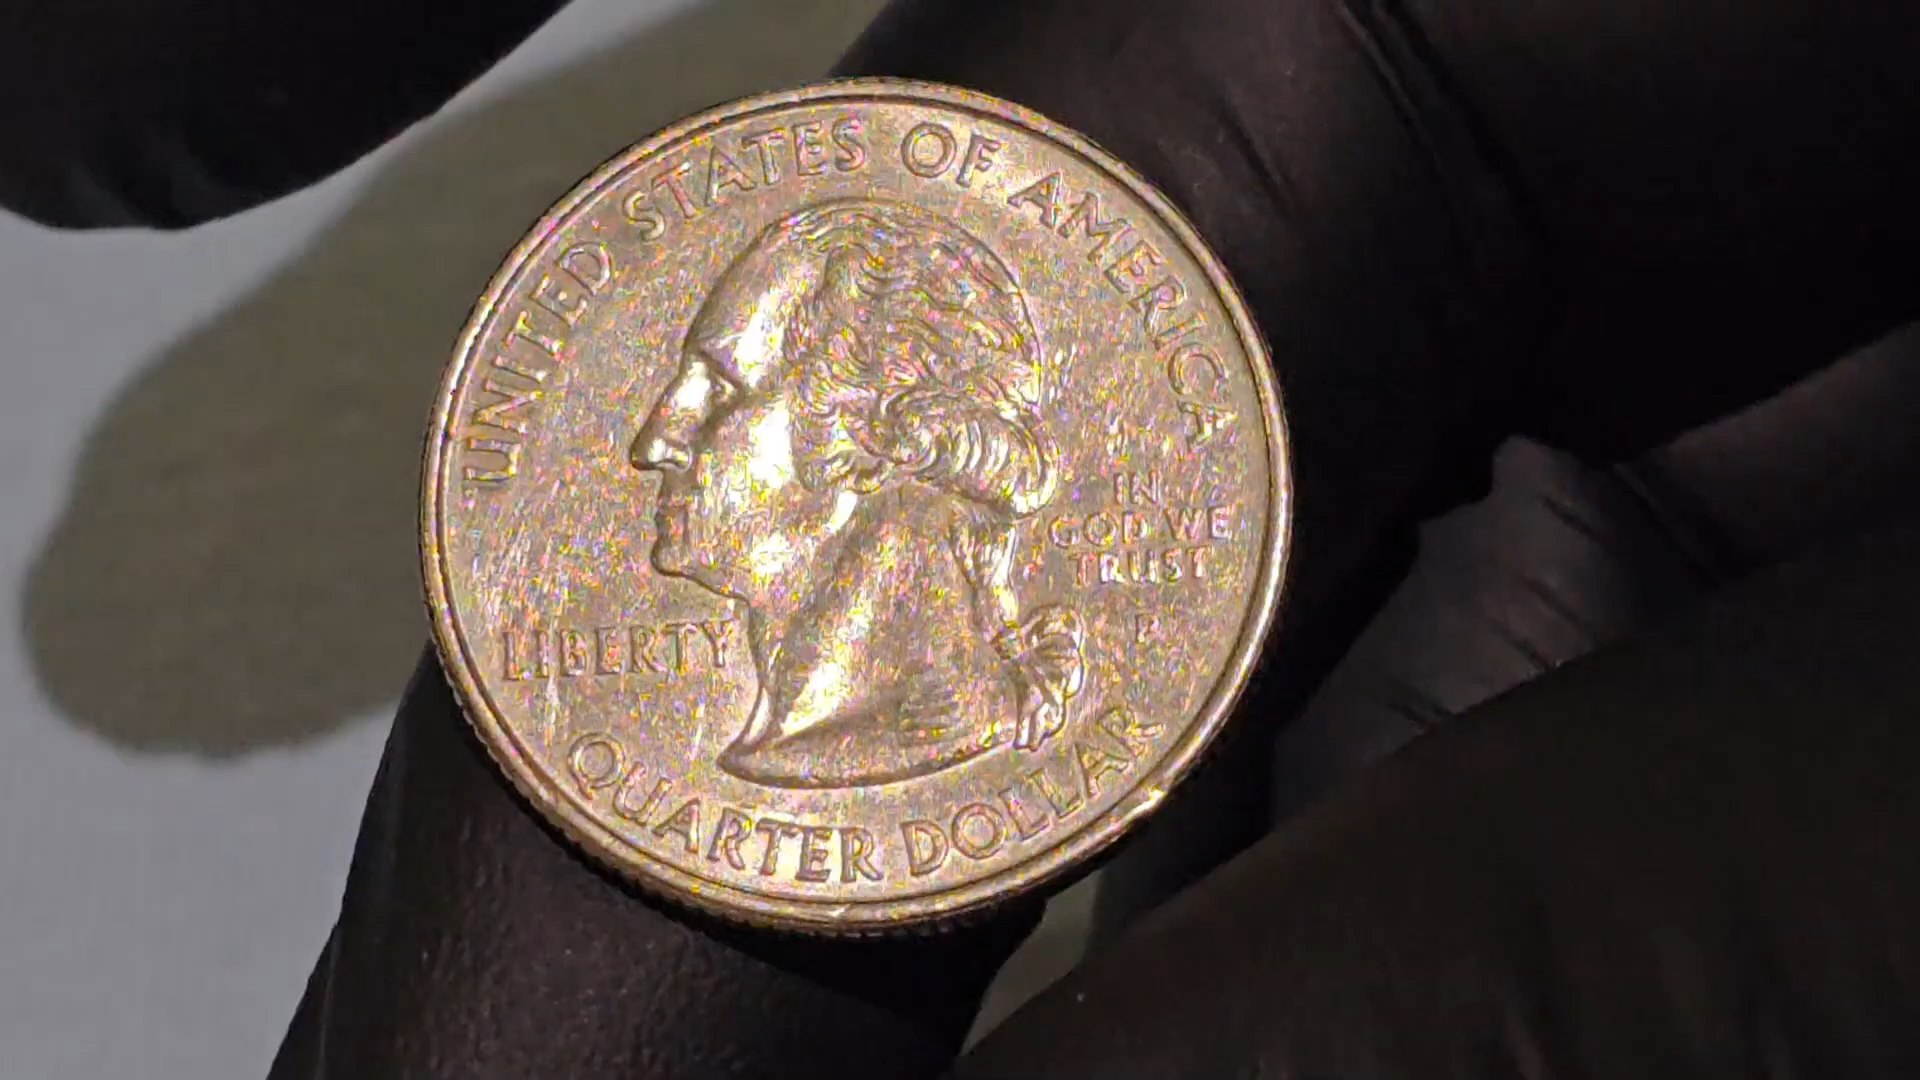 UNITED STATES OF AMERICA
IN
GOD WE
TRUST
LIBERTY
P
QUARTER DOLLAR